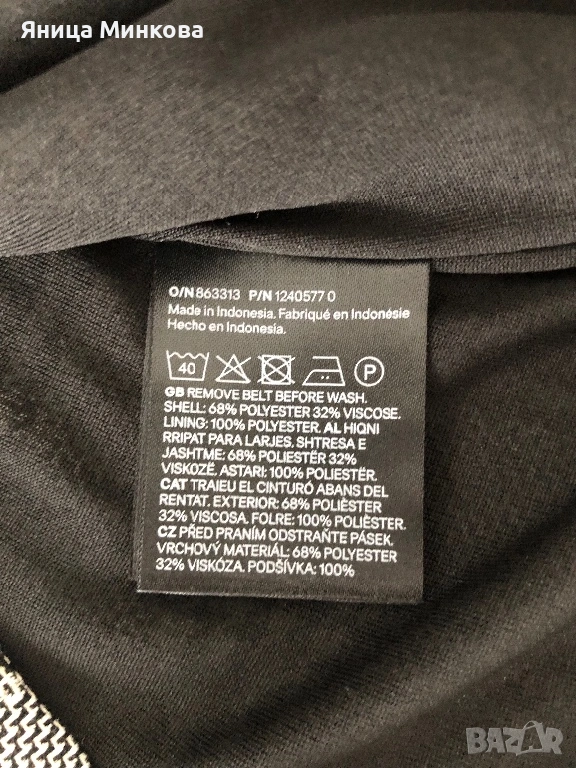 Яница Минкова
O/N 863313 P/N 1240577 0
Made in Indonesia. Fabriqué en Indonésie
Hecho en Indonesia.
40 P
GB REMOVE BELT BEFORE WASH.
SHELL: 68% POLYESTER 32% VISCOSE.
LINING: 100% POLYESTER. AL HIQNI
RRIPAT PARA LARJES. SHTRESA E
JASHTME: 68% POLIESTËR 32%
VISKOZË. ASTARI: 100% POLIESTËR.
CAT TRAIEU EL CINTURÓ ABANS DEL
RENTAT. EXTERIOR: 68% POLIÈSTER
32% VISCOSA. FOLRE: 100% POLIÈSTER
CZ PŘED PRANÍM ODSTRAŇTE PÁSEK.
VRCHOVÝ MATERIÁL: 68% POLYESTER
32% VISKÓZA. PODŠÍVKA: 100%
BAZAR